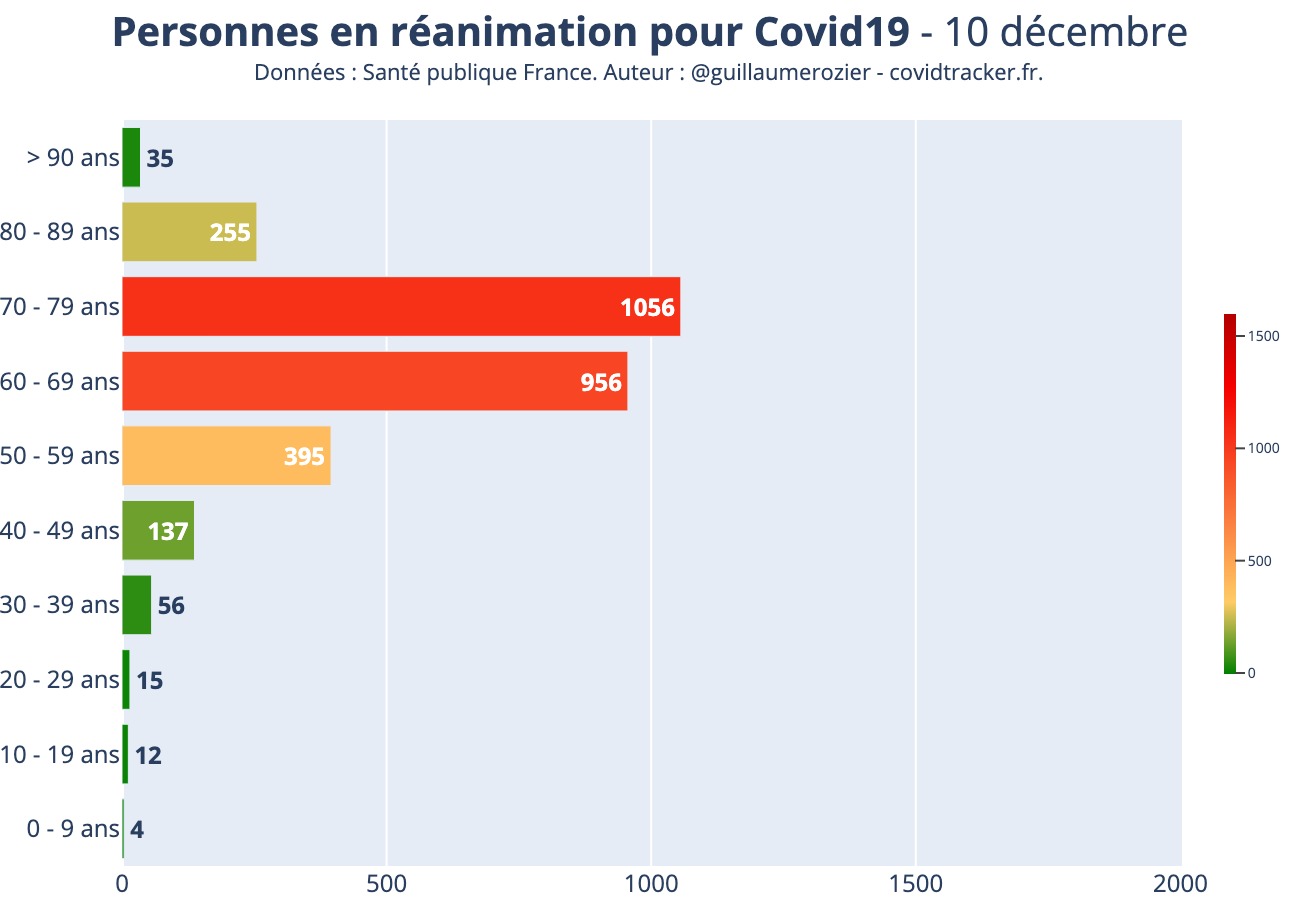 Personnes en réanimation pour Covid19 - 10 décembre
Données : Santé publique France. Auteur : @guillaumerozier - covidtracker.fr.
> 90 ans 35
80 - 89 ans 255
70 - 79 ans 1056
60 - 69 ans 956
50 - 59 ans 395
40 - 49 ans 137
30 - 39 ans 56
20 - 29 ans 15
10 - 19 ans 12
0 - 9 ans 4
0 500 1000 1500 2000
1500
1000
500
0